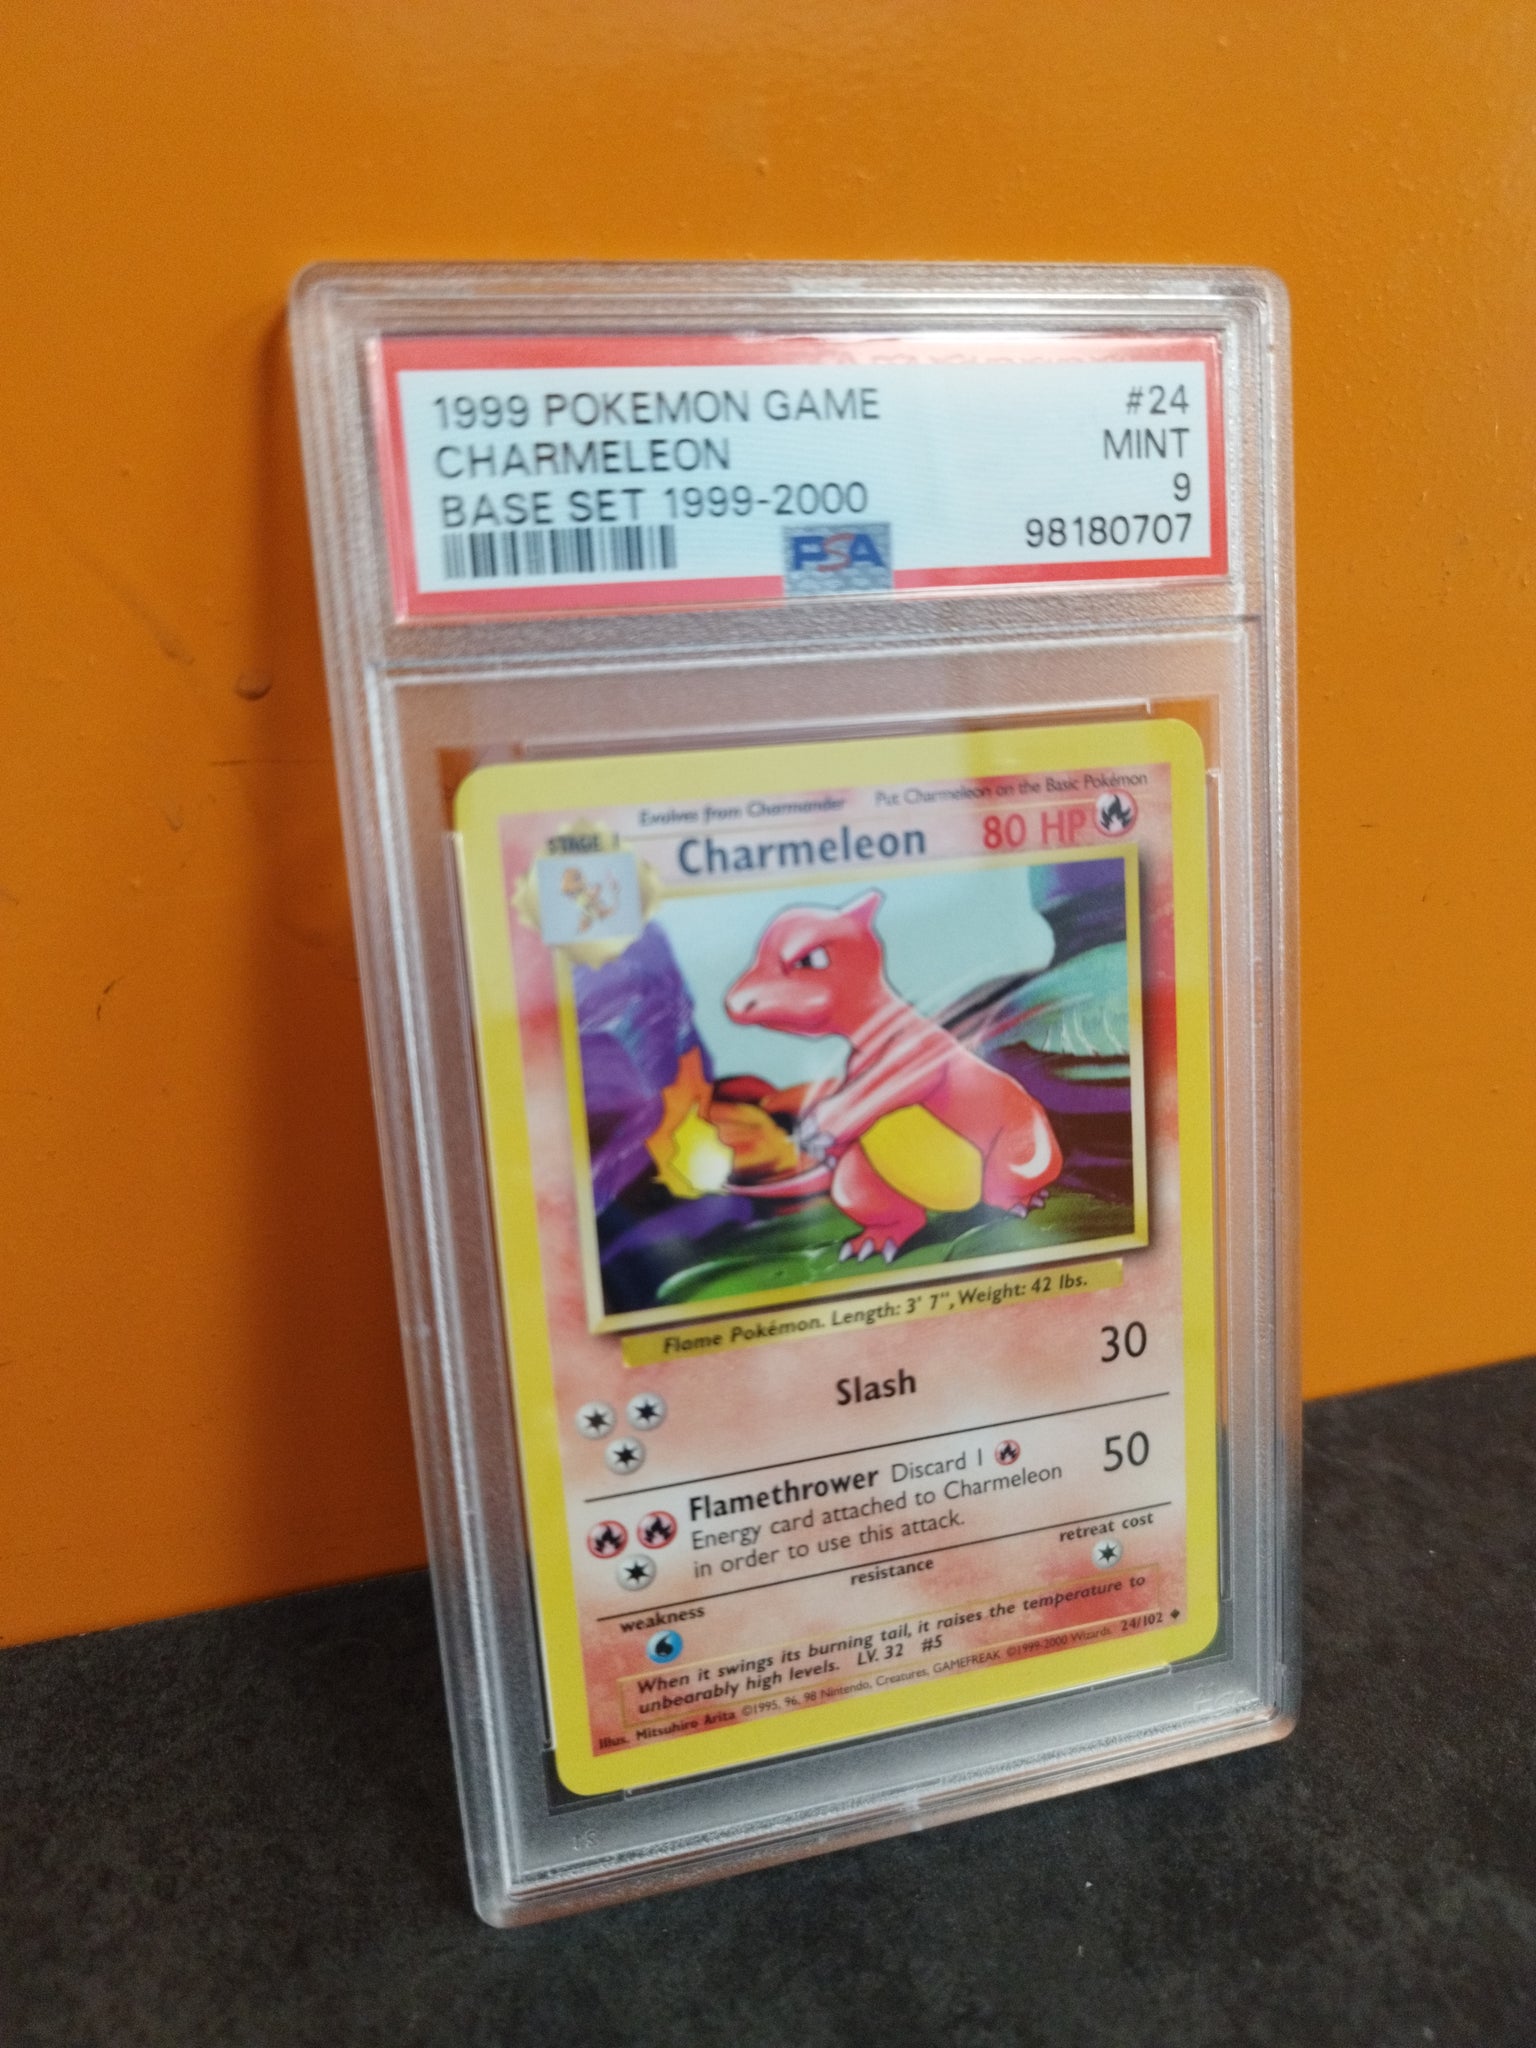 1999 POKEMON GAME #24
CHARMELEON MINT
BASE SET 1999-2000 9
PSA 98180707
Evolves from Charmander Put Charmeleon on the Basic Pokémon
STAGE 1 Charmeleon 80 HP
Flame Pokémon. Length: 3' 7", Weight: 42 lbs.
Slash 30
Flamethrower Discard 1 50
Energy card attached to Charmeleon
in order to use this attack.
weakness resistance retreat cost
When it swings its burning tail, it raises the temperature to
unbearably high levels. LV. 32 #5
Illus. Mitsuhiro Arita ©1995, 96, 98 Nintendo, Creatures, GAMEFREAK. ©1999-2000 Wizards. 24/102